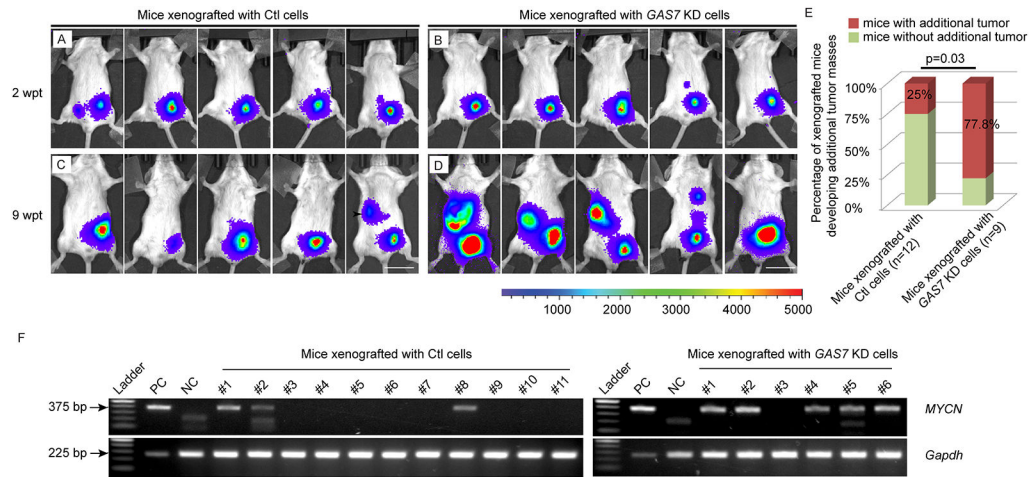 Mice xenografted with Ctl cells
Mice xenografted with GAS7 KD cells
A
B
2 wpt
C
D
9 wpt
1000 2000 3000 4000 5000
E
mice with additional tumor
mice without additional tumor
p=0.03
Percentage of xenografted mice
developing additional tumor masses
100%
75%
50%
25%
0%
25%
77.8%
Mice xenografted with
Ctl cells (n=12)
Mice xenografted with
GAS7 KD cells (n=9)
F
Mice xenografted with Ctl cells
Ladder PC NC #1 #2 #3 #4 #5 #6 #7 #8 #9 #10 #11
Mice xenografted with GAS7 KD cells
Ladder PC NC #1 #2 #3 #4 #5 #6
375 bp
MYCN
225 bp
Gapdh